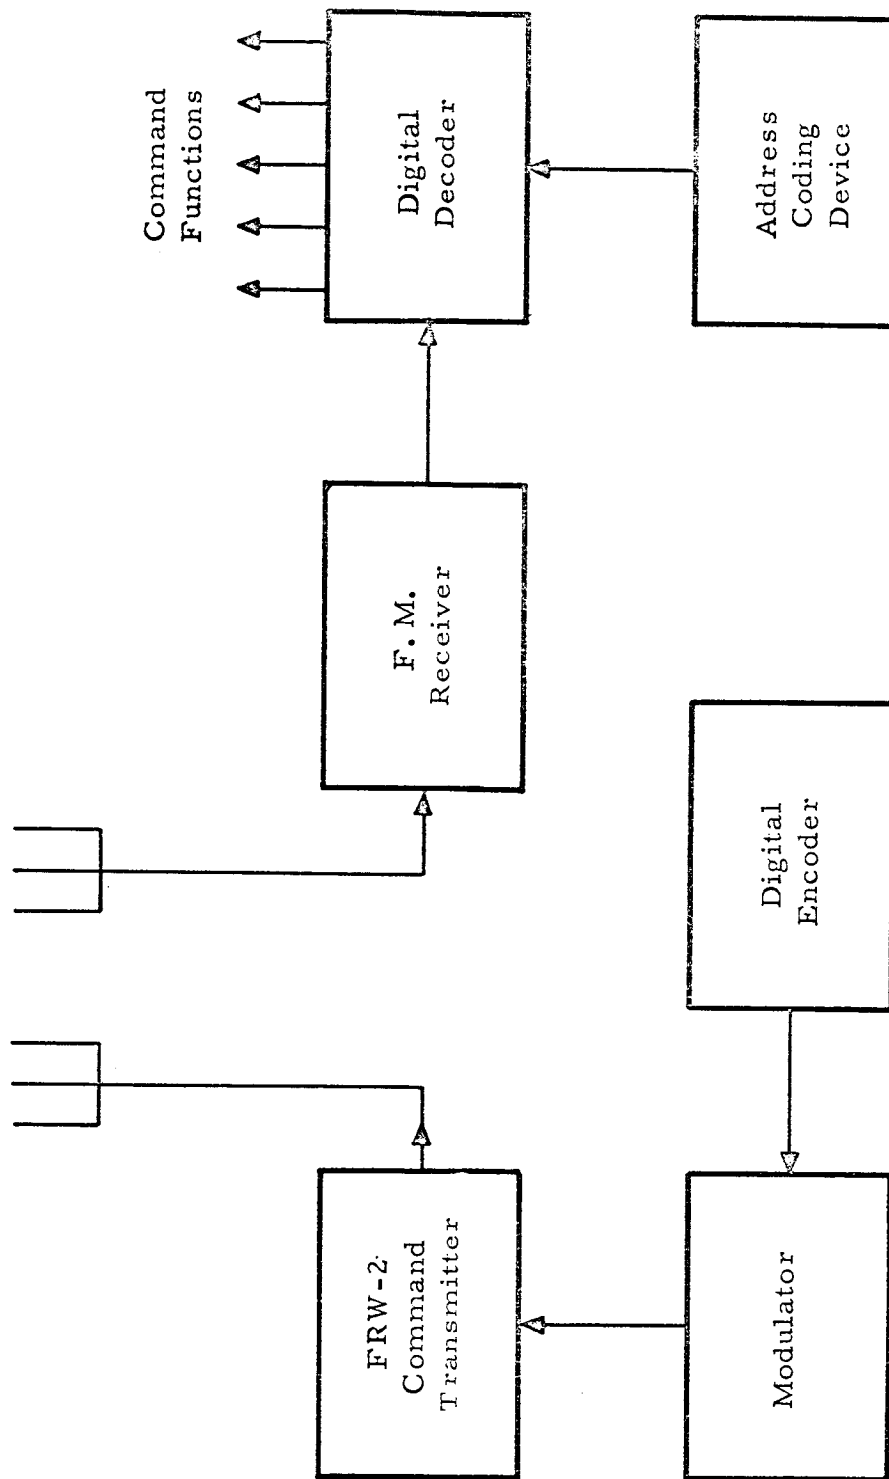 FRW-2
Command
Transmitter
Modulator
Digital
Encoder
F.M.
Receiver
Command
Functions
Digital
Decoder
Address
Coding
Device